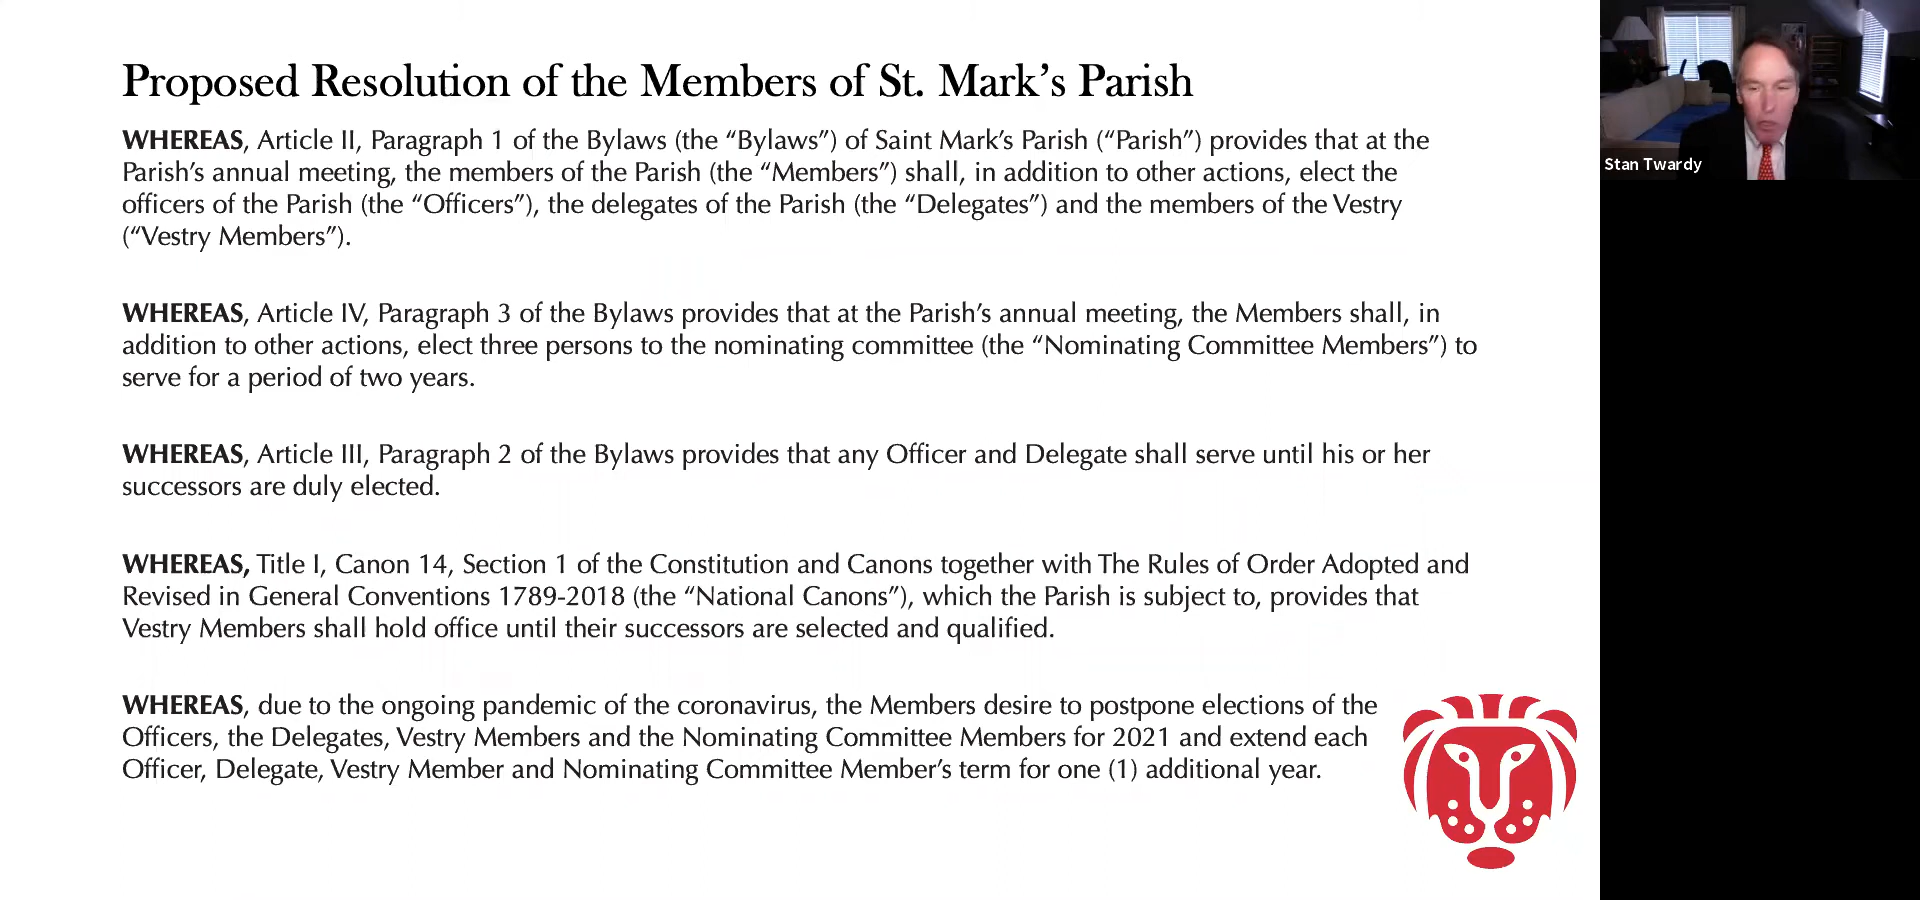 Proposed Resolution of the Members of St. Mark’s Parish
WHEREAS, Article II, Paragraph 1 of the Bylaws (the “Bylaws”) of Saint Mark’s Parish (“Parish”) provides that at the
Parish’s annual meeting, the members of the Parish (the “Members”) shall, in addition to other actions, elect the
officers of the Parish (the “Officers”), the delegates of the Parish (the “Delegates”) and the members of the Vestry
(“Vestry Members”).
WHEREAS, Article IV, Paragraph 3 of the Bylaws provides that at the Parish’s annual meeting, the Members shall, in
addition to other actions, elect three persons to the nominating committee (the “Nominating Committee Members”) to
serve for a period of two years.
WHEREAS, Article III, Paragraph 2 of the Bylaws provides that any Officer and Delegate shall serve until his or her
successors are duly elected.
WHEREAS, Title I, Canon 14, Section 1 of the Constitution and Canons together with The Rules of Order Adopted and
Revised in General Conventions 1789-2018 (the “National Canons”), which the Parish is subject to, provides that
Vestry Members shall hold office until their successors are selected and qualified.
WHEREAS, due to the ongoing pandemic of the coronavirus, the Members desire to postpone elections of the
Officers, the Delegates, Vestry Members and the Nominating Committee Members for 2021 and extend each
Officer, Delegate, Vestry Member and Nominating Committee Member’s term for one (1) additional year.
Stan Twardy